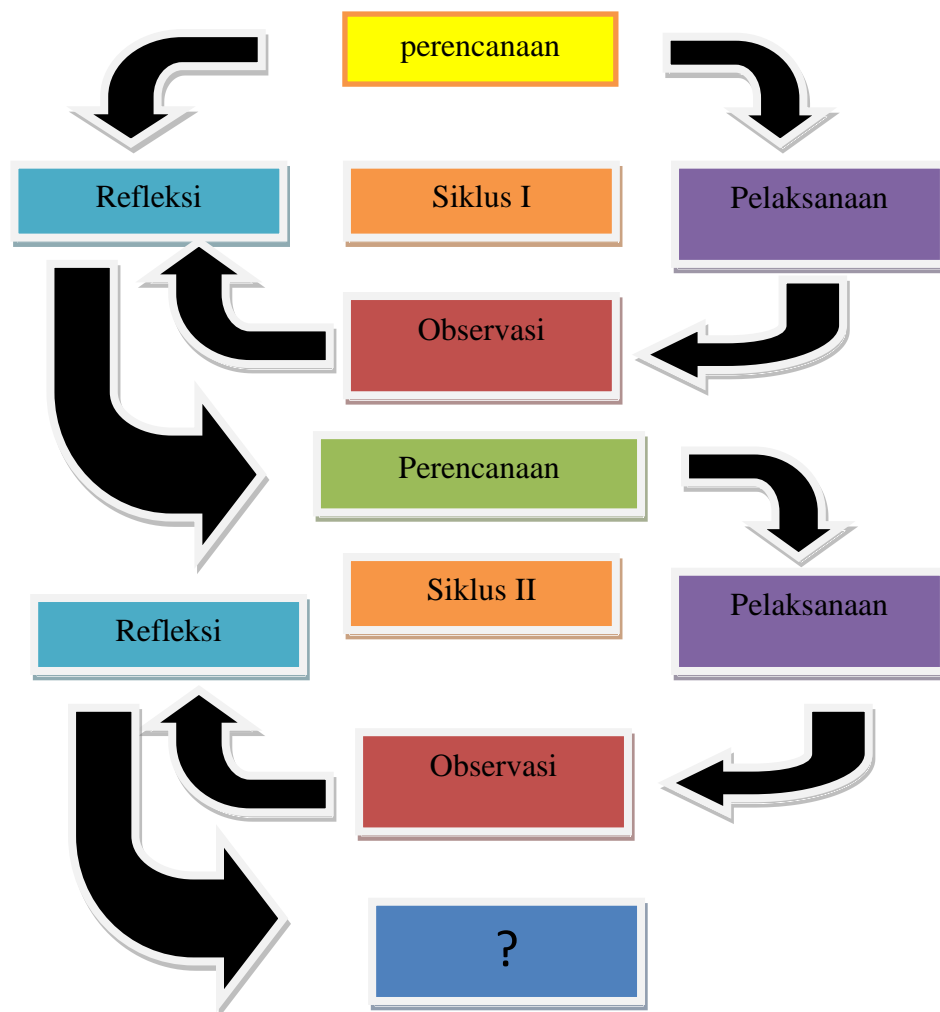 perencanaan
Refleksi
Siklus I
Pelaksanaan
Observasi
Perencanaan
Siklus II
Pelaksanaan
Refleksi
Observasi
?